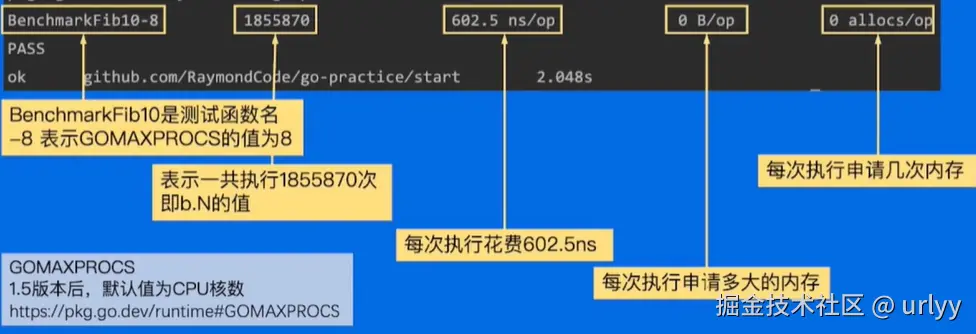 BenchmarkFib10-8 1855870 602.5 ns/op 0 B/op 0 allocs/op
PASS
ok github.com/RaymondCode/go-practice/start 2.048s
BenchmarkFib10是测试函数名
-8 表示GOMAXPROCS的值为8
表示一共执行1855870次
即b.N的值
每次执行花费602.5ns
每次执行申请多大的内存
每次执行申请几次内存
GOMAXPROCS
1.5版本后，默认值为CPU核数
https://pkg.go.dev/runtime#GOMAXPROCS
掘金技术社区 @ urlyy